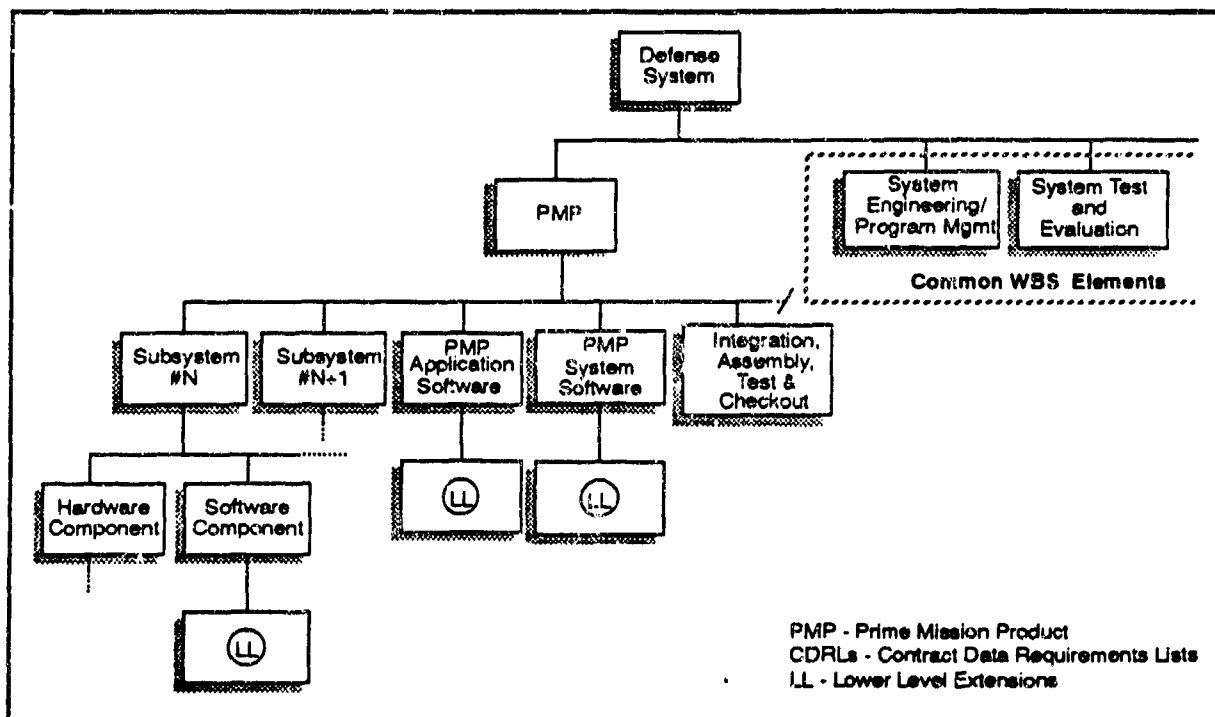 Defense
System
PMP
System
Engineering/
Program Mgmt
System Test
and
Evaluation
Common WBS Elements
Subsystem
#N
Subsystem
#N+1
PMP
Application
Software
PMP
System
Software
Integration,
Assembly,
Test &
Checkout
Hardware
Component
Software
Component
LL
LL
LL
PMP - Prime Mission Product
CDRLs - Contract Data Requirements Lists
LL - Lower Level Extensions